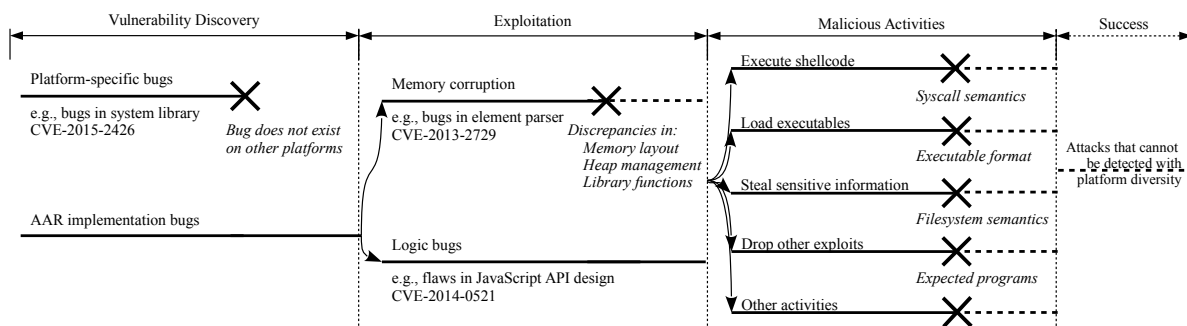 Vulnerability Discovery
Exploitation
Malicious Activities
Success
Platform-specific bugs
e.g., bugs in system library
CVE-2015-2426
Bug does not exist
on other platforms
AAR implementation bugs
Memory corruption
e.g., bugs in element parser
CVE-2013-2729
Discrepancies in:
Memory layout
Heap management
Library functions
Logic bugs
e.g., flaws in JavaScript API design
CVE-2014-0521
Execute shellcode
Syscall semantics
Load executables
Executable format
Steal sensitive information
Filesystem semantics
Drop other exploits
Expected programs
Other activities
Attacks that cannot
be detected with
platform diversity